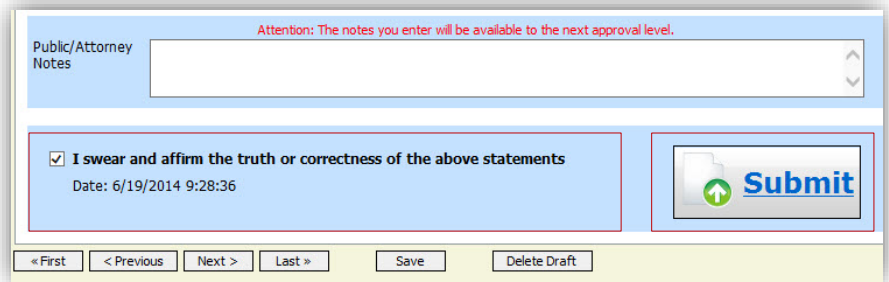 Attention: The notes you enter will be available to the next approval level.
Public/Attorney
Notes
I swear and affirm the truth or correctness of the above statements
Date: 6/19/2014 9:28:36
Submit
« First
< Previous
Next >
Last »
Save
Delete Draft